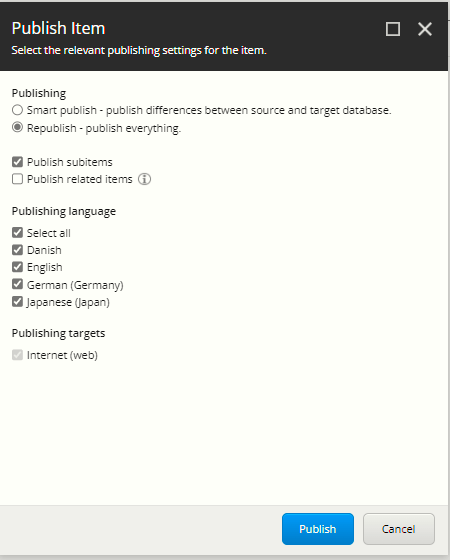 Publish Item
Select the relevant publishing settings for the item.
Publishing
Smart publish - publish differences between source and target database.
Republish - publish everything.
Publish subitems
Publish related items
Publishing language
Select all
Danish
English
German (Germany)
Japanese (Japan)
Publishing targets
Internet (web)
Publish
Cancel